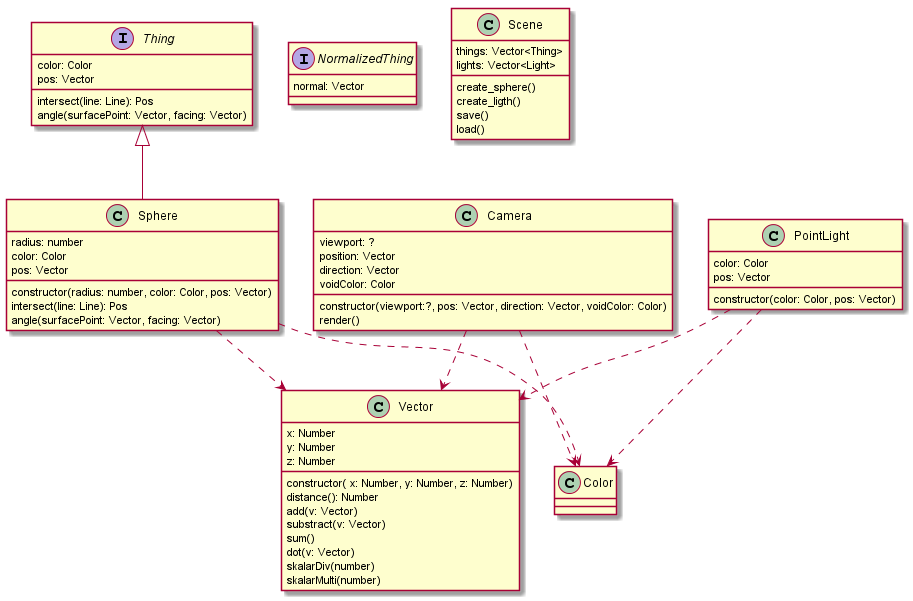 I Thing
color: Color
pos: Vector
intersect(line: Line): Pos
angle(surfacePoint: Vector, facing: Vector)
I NormalizedThing
normal: Vector
C Scene
things: Vector<Thing>
lights: Vector<Light>
create_sphere()
create_ligth()
save()
load()
C Sphere
radius: number
color: Color
pos: Vector
constructor(radius: number, color: Color, pos: Vector)
intersect(line: Line): Pos
angle(surfacePoint: Vector, facing: Vector)
C Camera
viewport: ?
position: Vector
direction: Vector
voidColor: Color
constructor(viewport:?, pos: Vector, direction: Vector, voidColor: Color)
render()
C PointLight
color: Color
pos: Vector
constructor(color: Color, pos: Vector)
C Vector
x: Number
y: Number
z: Number
constructor( x: Number, y: Number, z: Number)
distance(): Number
add(v: Vector)
substract(v: Vector)
sum()
dot(v: Vector)
skalarDiv(number)
skalarMulti(number)
C Color